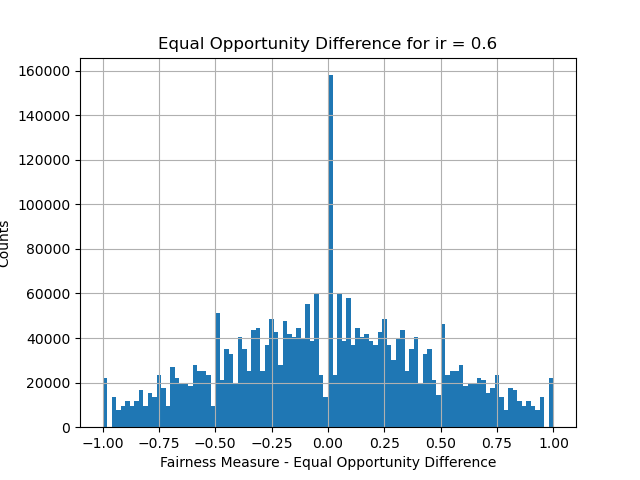 Equal Opportunity Difference for ir = 0.6
160000
140000
120000
100000
80000
60000
40000
20000
0
Counts
−1.00 −0.75 −0.50 −0.25 0.00 0.25 0.50 0.75 1.00
Fairness Measure - Equal Opportunity Difference